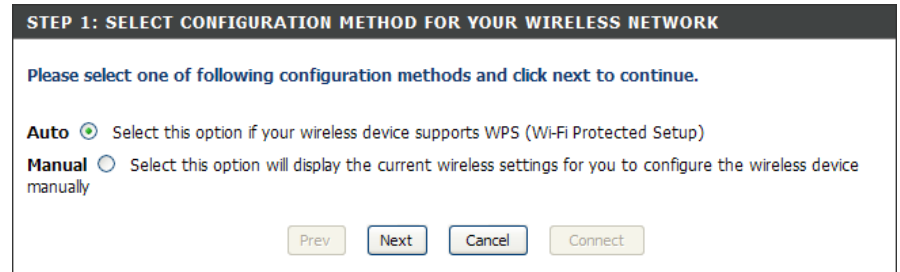 STEP 1: SELECT CONFIGURATION METHOD FOR YOUR WIRELESS NETWORK
Please select one of following configuration methods and click next to continue.
Auto Select this option if your wireless device supports WPS (Wi-Fi Protected Setup)
Manual Select this option will display the current wireless settings for you to configure the wireless device
manually
Prev Next Cancel Connect